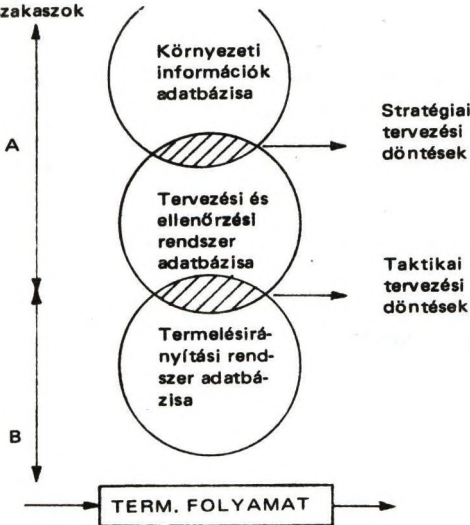 zakaszok
Környezeti
információk
adatbázisa
Stratégiai
tervezési
döntések
A
Tervezési és
ellenőrzési
rendszer
adatbázisa
Taktikai
tervezési
döntések
Termelésirá-
nyítási rend-
szer adatbá-
zisa
B
TERM. FOLYAMAT